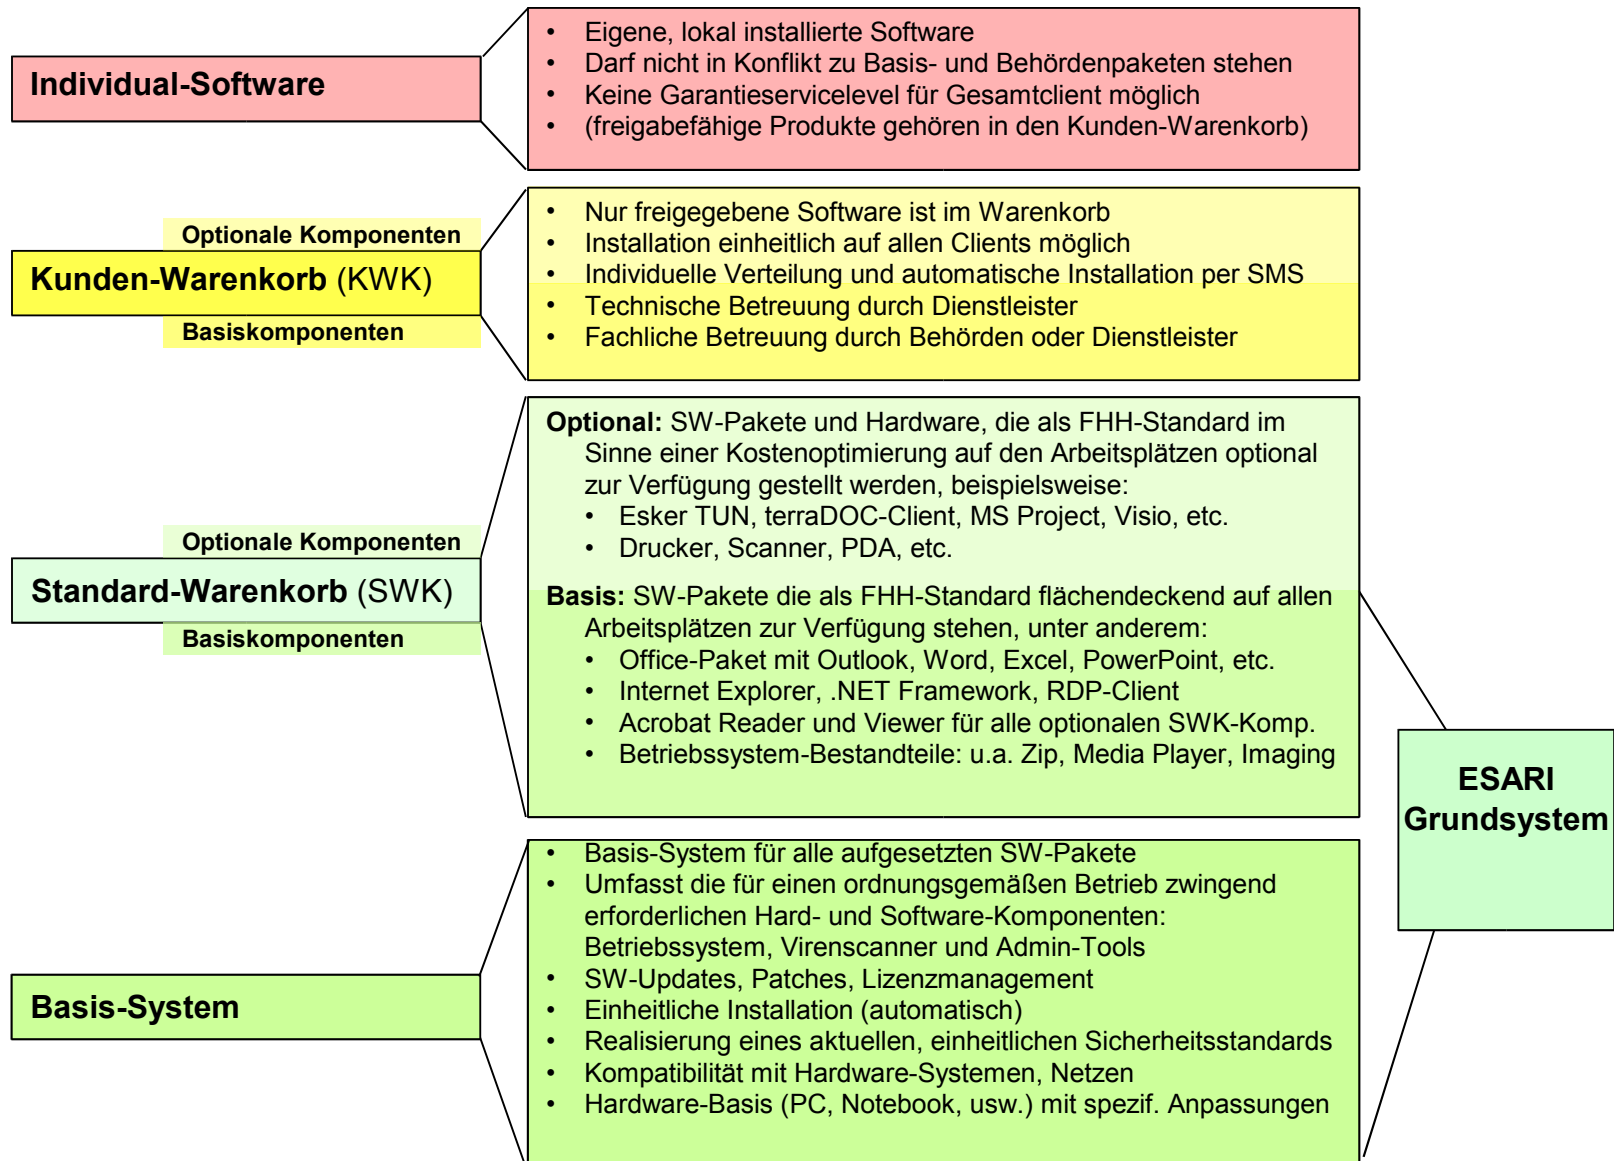 Individual-Software
• Eigene, lokal installierte Software
• Darf nicht in Konflikt zu Basis- und Behördenpaketen stehen
• Keine Garantieservicelevel für Gesamtclient möglich
• (freigabefähige Produkte gehören in den Kunden-Warenkorb)
Optionale Komponenten
Kunden-Warenkorb (KWK)
Basiskomponenten
• Nur freigegebene Software ist im Warenkorb
• Installation einheitlich auf allen Clients möglich
• Individuelle Verteilung und automatische Installation per SMS
• Technische Betreuung durch Dienstleister
• Fachliche Betreuung durch Behörden oder Dienstleister
Optionale Komponenten
Standard-Warenkorb (SWK)
Basiskomponenten
Optional: SW-Pakete und Hardware, die als FHH-Standard im
Sinne einer Kostenoptimierung auf den Arbeitsplätzen optional
zur Verfügung gestellt werden, beispielsweise:
• Esker TUN, terraDOC-Client, MS Project, Visio, etc.
• Drucker, Scanner, PDA, etc.
Basis: SW-Pakete die als FHH-Standard flächendeckend auf allen
Arbeitsplätzen zur Verfügung stehen, unter anderem:
• Office-Paket mit Outlook, Word, Excel, PowerPoint, etc.
• Internet Explorer, .NET Framework, RDP-Client
• Acrobat Reader und Viewer für alle optionalen SWK-Komp.
• Betriebssystem-Bestandteile: u.a. Zip, Media Player, Imaging
ESARI
Grundsystem
Basis-System
• Basis-System für alle aufgesetzten SW-Pakete
• Umfasst die für einen ordnungsgemäßen Betrieb zwingend
erforderlichen Hard- und Software-Komponenten:
Betriebssystem, Virenscanner und Admin-Tools
• SW-Updates, Patches, Lizenzmanagement
• Einheitliche Installation (automatisch)
• Realisierung eines aktuellen, einheitlichen Sicherheitsstandards
• Kompatibilität mit Hardware-Systemen, Netzen
• Hardware-Basis (PC, Notebook, usw.) mit spezif. Anpassungen